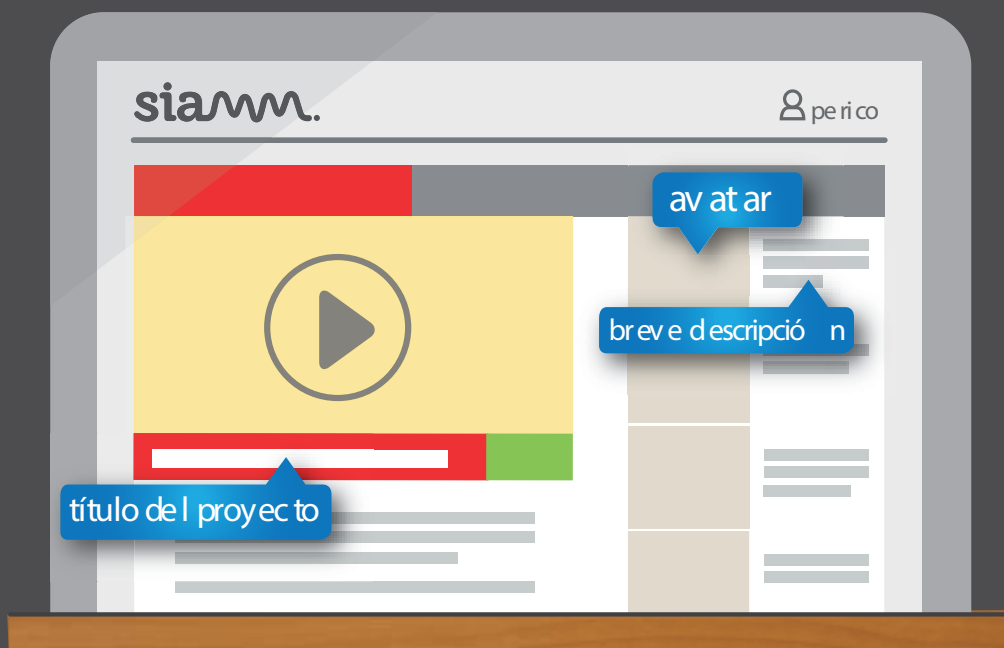 siamm.
perico
avatar
breve descripción
título del proyecto